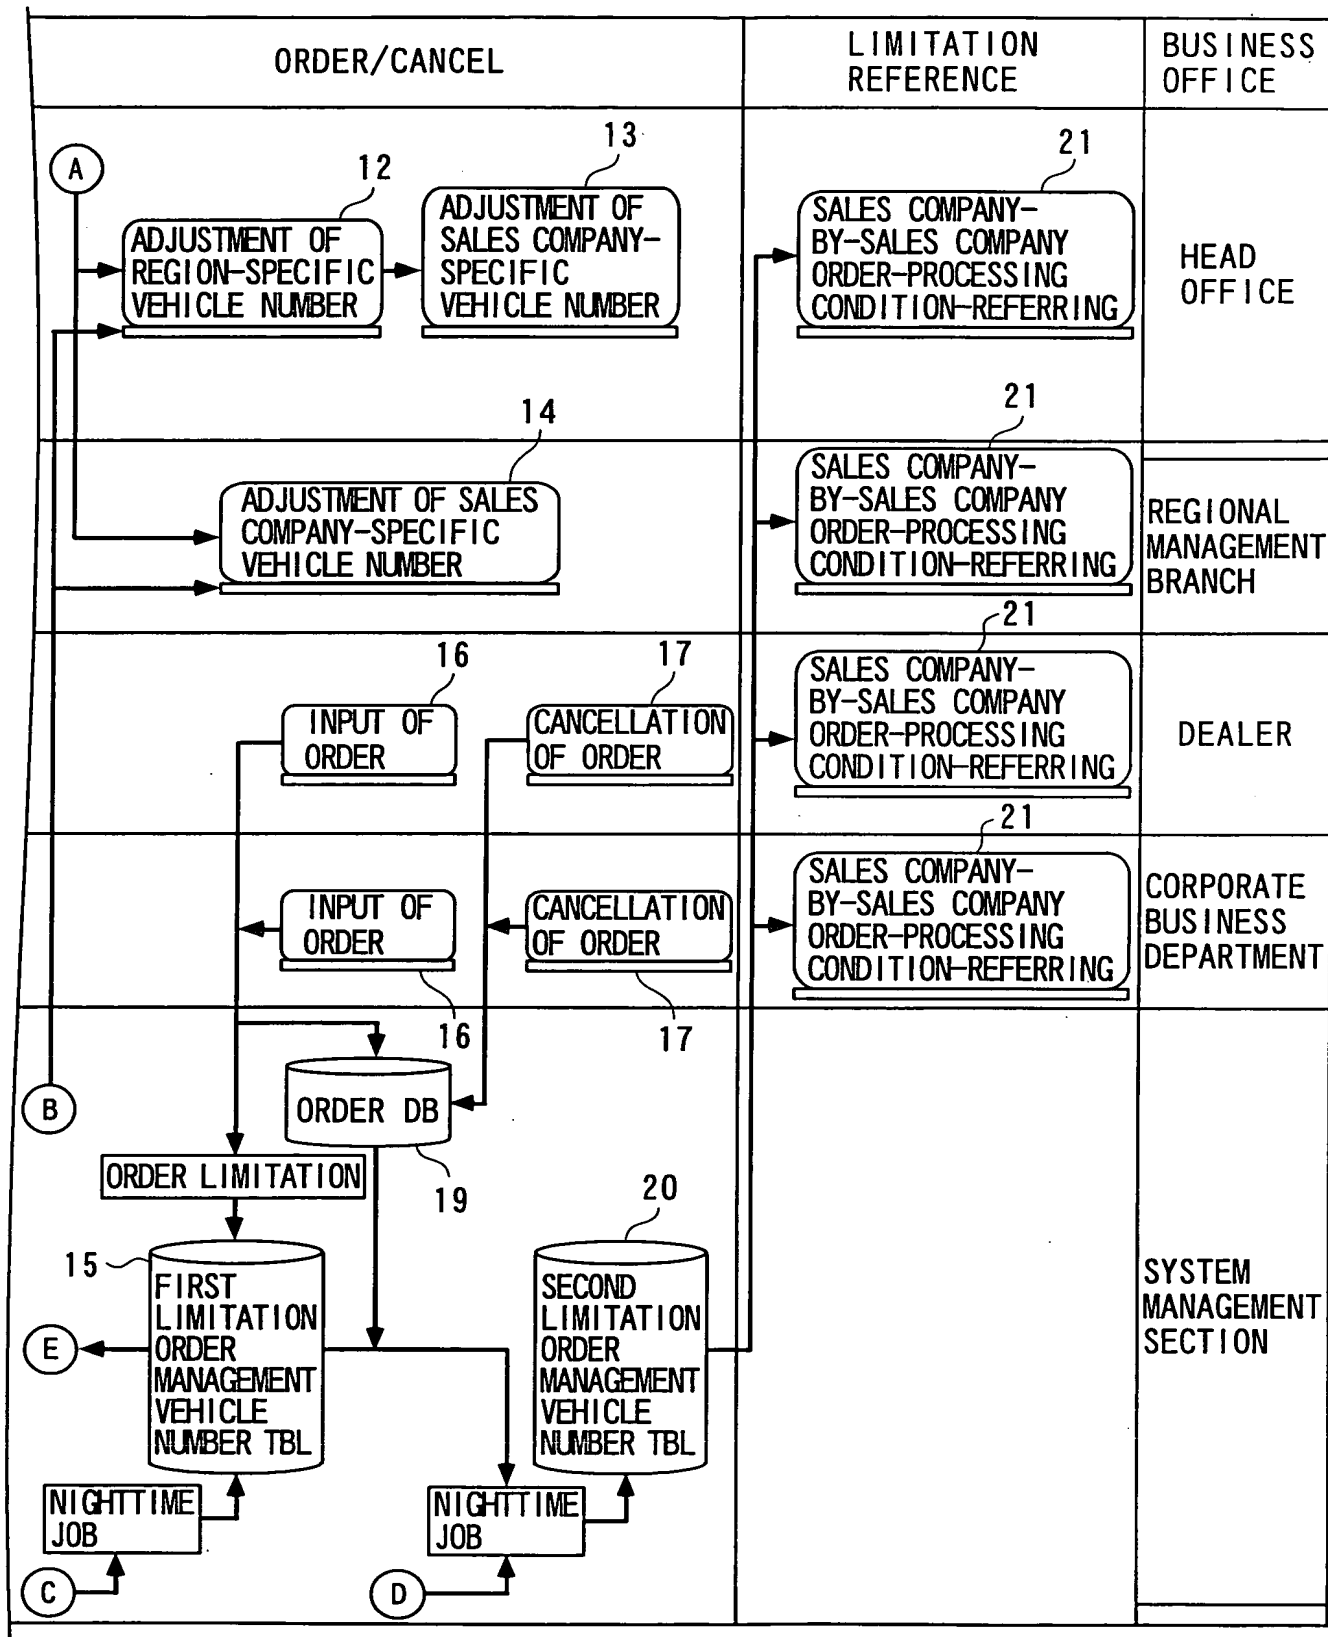 ORDER/CANCEL
LIMITATION
REFERENCE
BUSINESS
OFFICE
A
12
ADJUSTMENT OF
REGION-SPECIFIC
VEHICLE NUMBER
13
ADJUSTMENT OF
SALES COMPANY-
SPECIFIC
VEHICLE NUMBER
21
SALES COMPANY-
BY-SALES COMPANY
ORDER-PROCESSING
CONDITION-REFERRING
HEAD
OFFICE
14
ADJUSTMENT OF SALES
COMPANY-SPECIFIC
VEHICLE NUMBER
21
SALES COMPANY-
BY-SALES COMPANY
ORDER-PROCESSING
CONDITION-REFERRING
REGIONAL
MANAGEMENT
BRANCH
16
INPUT OF
ORDER
17
CANCELLATION
OF ORDER
21
SALES COMPANY-
BY-SALES COMPANY
ORDER-PROCESSING
CONDITION-REFERRING
DEALER
INPUT OF
ORDER
16
CANCELLATION
OF ORDER
17
21
SALES COMPANY-
BY-SALES COMPANY
ORDER-PROCESSING
CONDITION-REFERRING
CORPORATE
BUSINESS
DEPARTMENT
B
ORDER DB
19
ORDER LIMITATION
15
FIRST
LIMITATION
ORDER
MANAGEMENT
VEHICLE
NUMBER TBL
E
20
SECOND
LIMITATION
ORDER
MANAGEMENT
VEHICLE
NUMBER TBL
SYSTEM
MANAGEMENT
SECTION
NIGHTTIME
JOB
C
NIGHTTIME
JOB
D